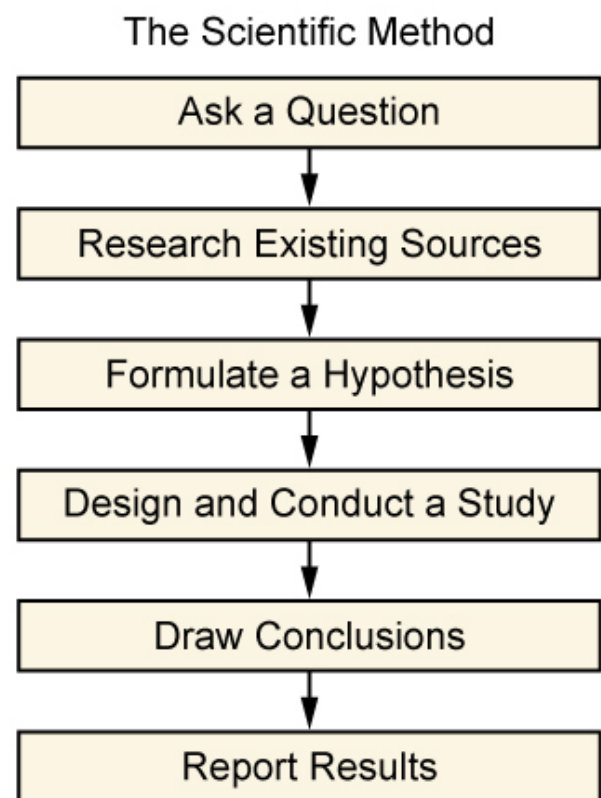 The Scientific Method
Ask a Question
Research Existing Sources
Formulate a Hypothesis
Design and Conduct a Study
Draw Conclusions
Report Results